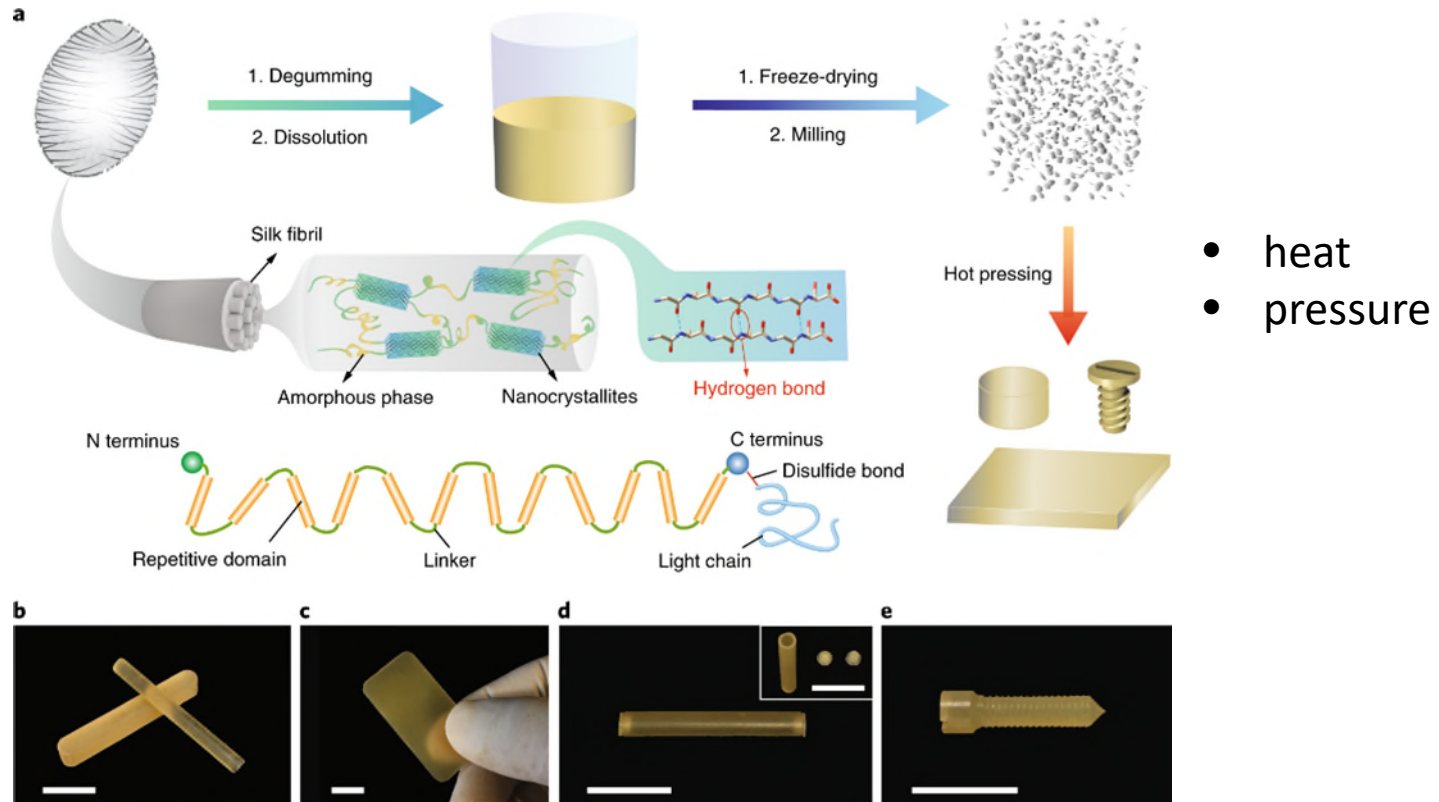 a
1. Degumming
2. Dissolution
1. Freeze-drying
2. Milling
Silk fibril
Hot pressing
• heat
• pressure
Amorphous phase
Nanocrystallites
Hydrogen bond
N terminus
C terminus
Disulfide bond
Repetitive domain
Linker
Light chain
b
c
d
e